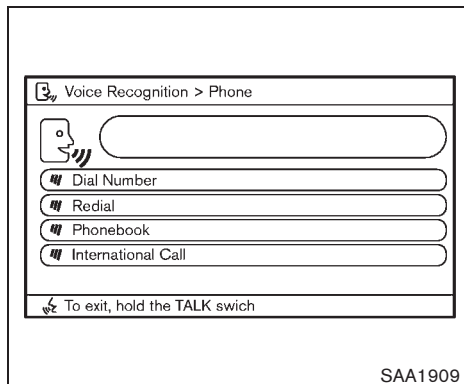 Voice Recognition > Phone
Dial Number
Redial
Phonebook
International Call
To exit, hold the TALK swich
SAA1909